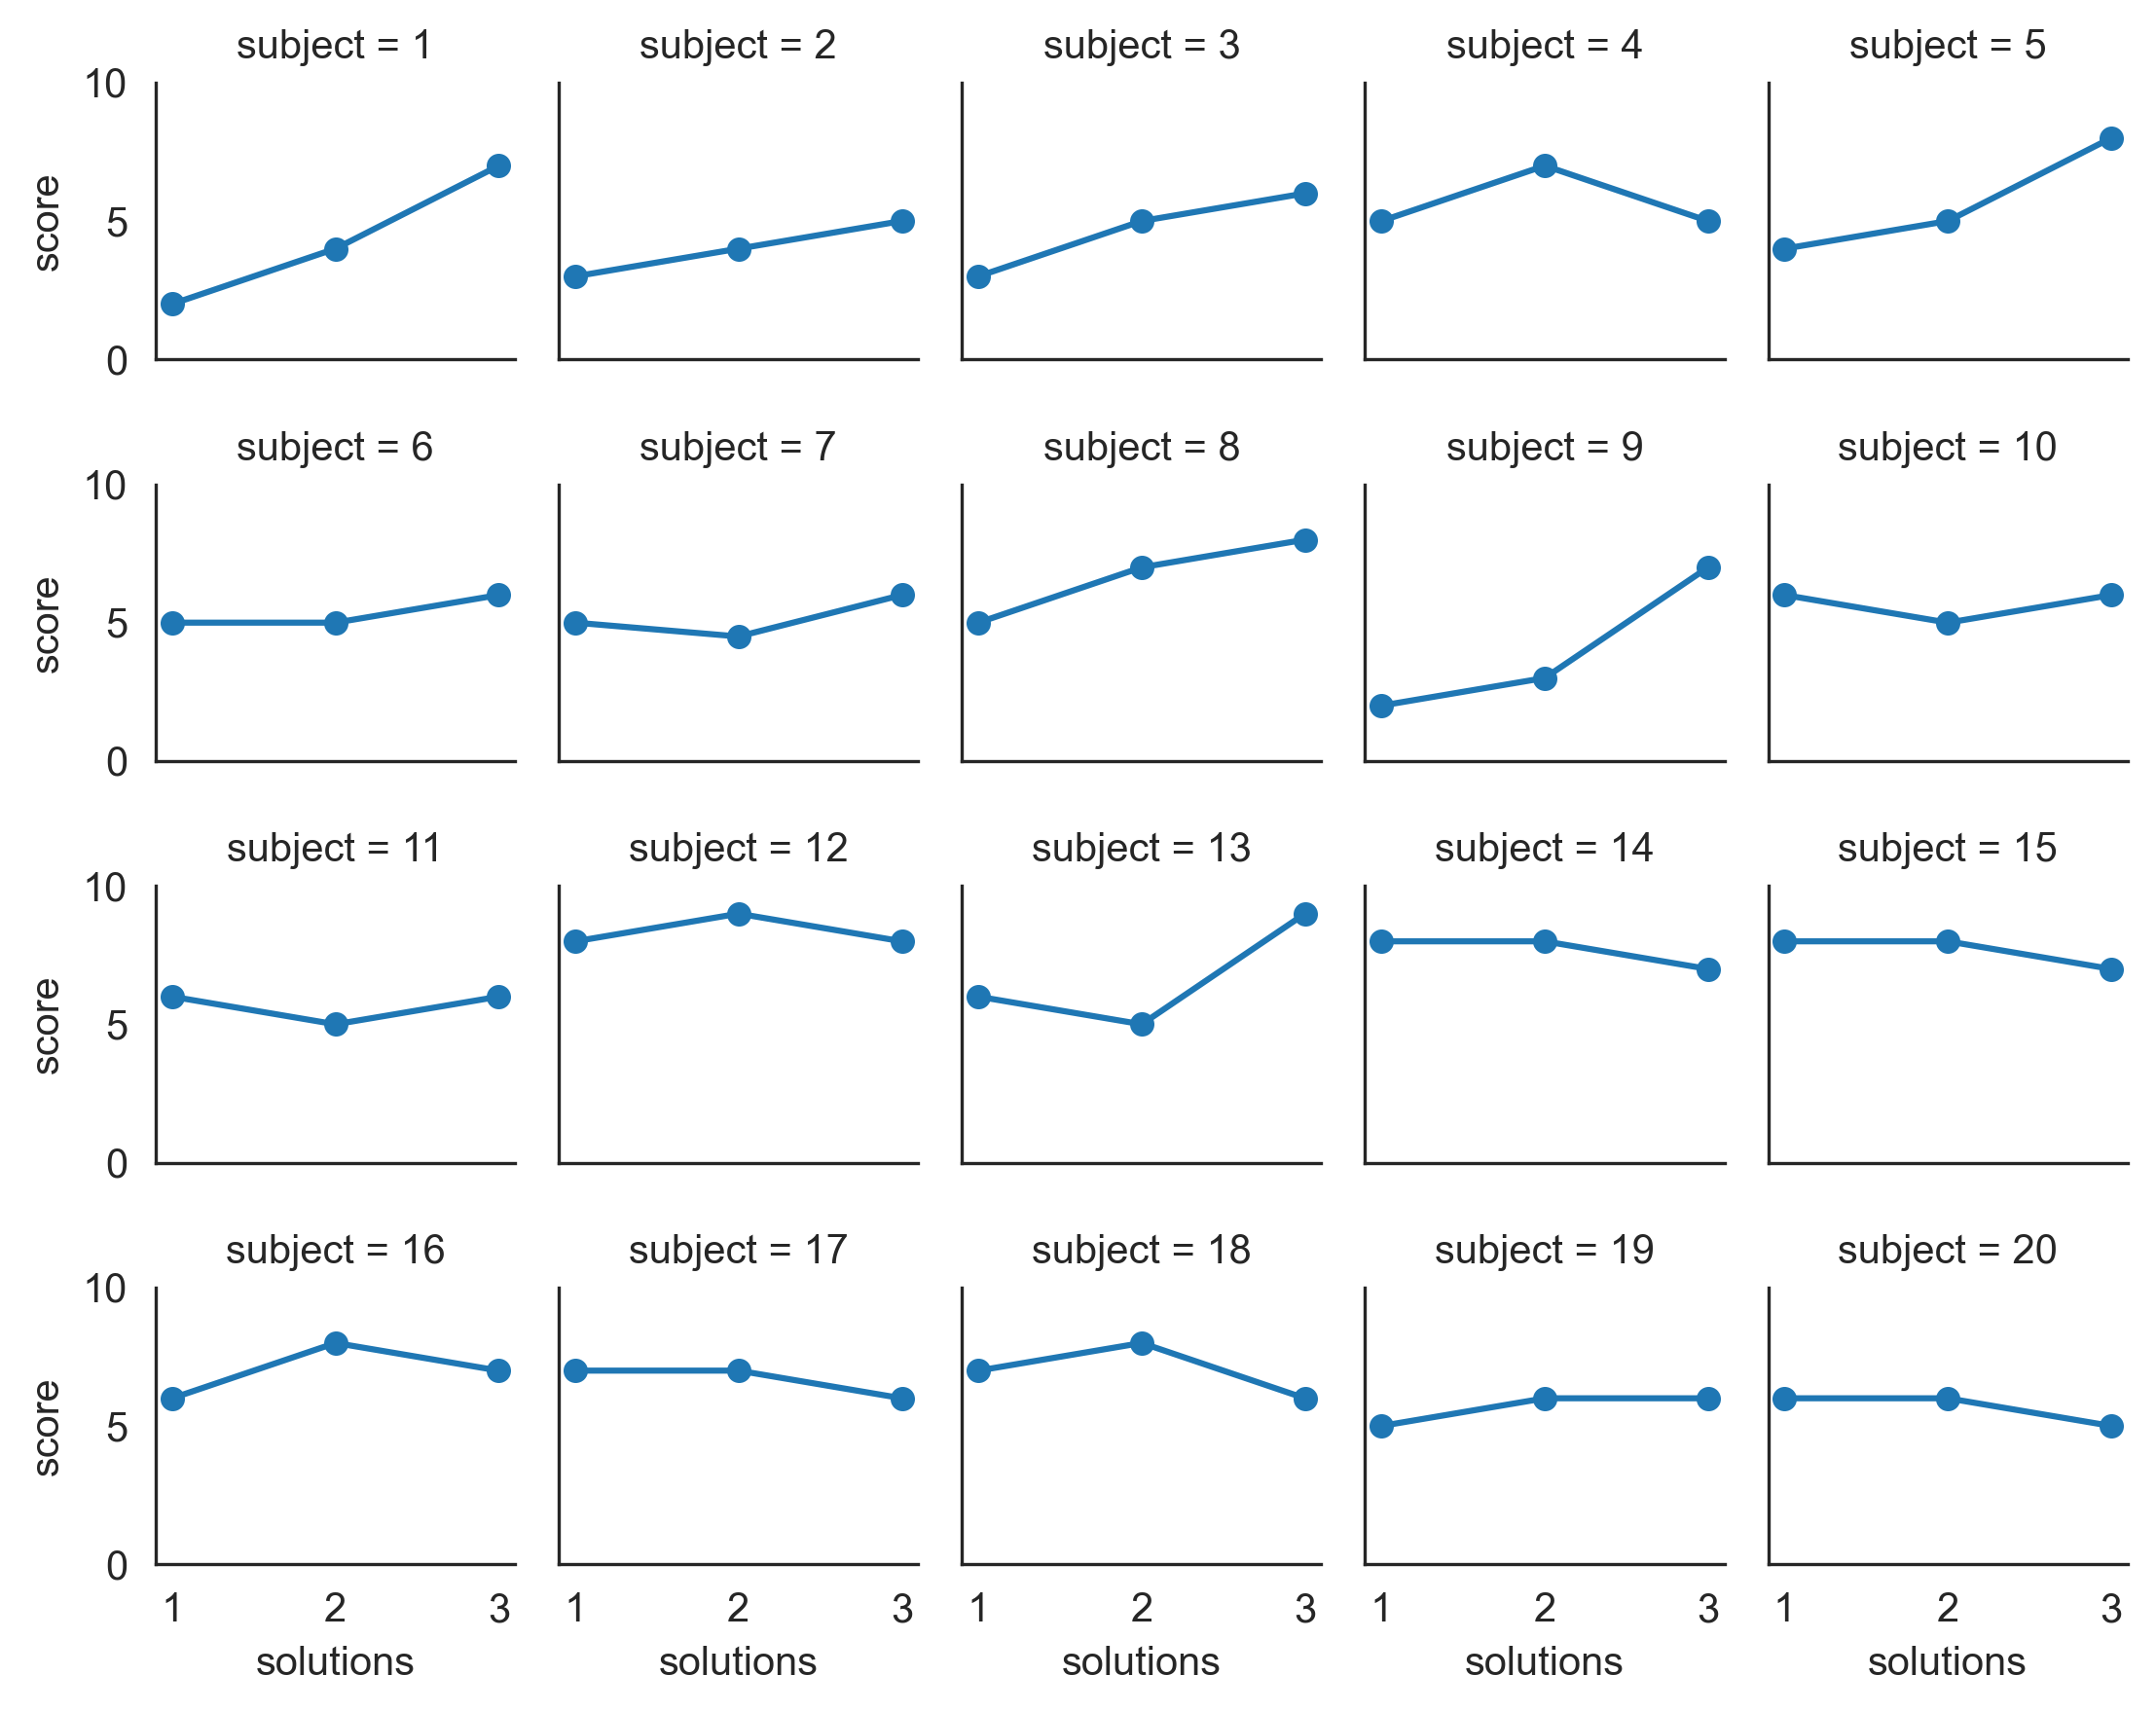 subject = 1 subject = 2 subject = 3 subject = 4 subject = 5
10
5
0
score
subject = 6 subject = 7 subject = 8 subject = 9 subject = 10
10
5
0
score
subject = 11 subject = 12 subject = 13 subject = 14 subject = 15
10
5
0
score
subject = 16 subject = 17 subject = 18 subject = 19 subject = 20
10
5
0
score
1 2 3 1 2 3 1 2 3 1 2 3 1 2 3
solutions solutions solutions solutions solutions